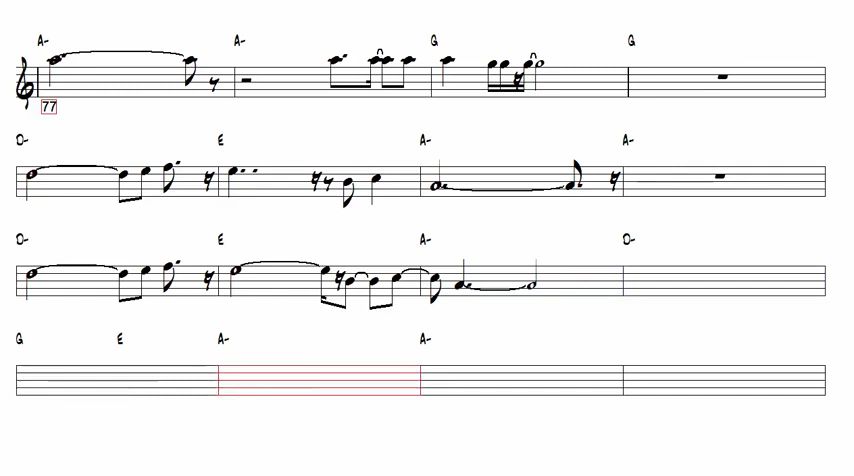 A- A- G G
77
D- E A- A-
D- E A- D-
G E A- A-